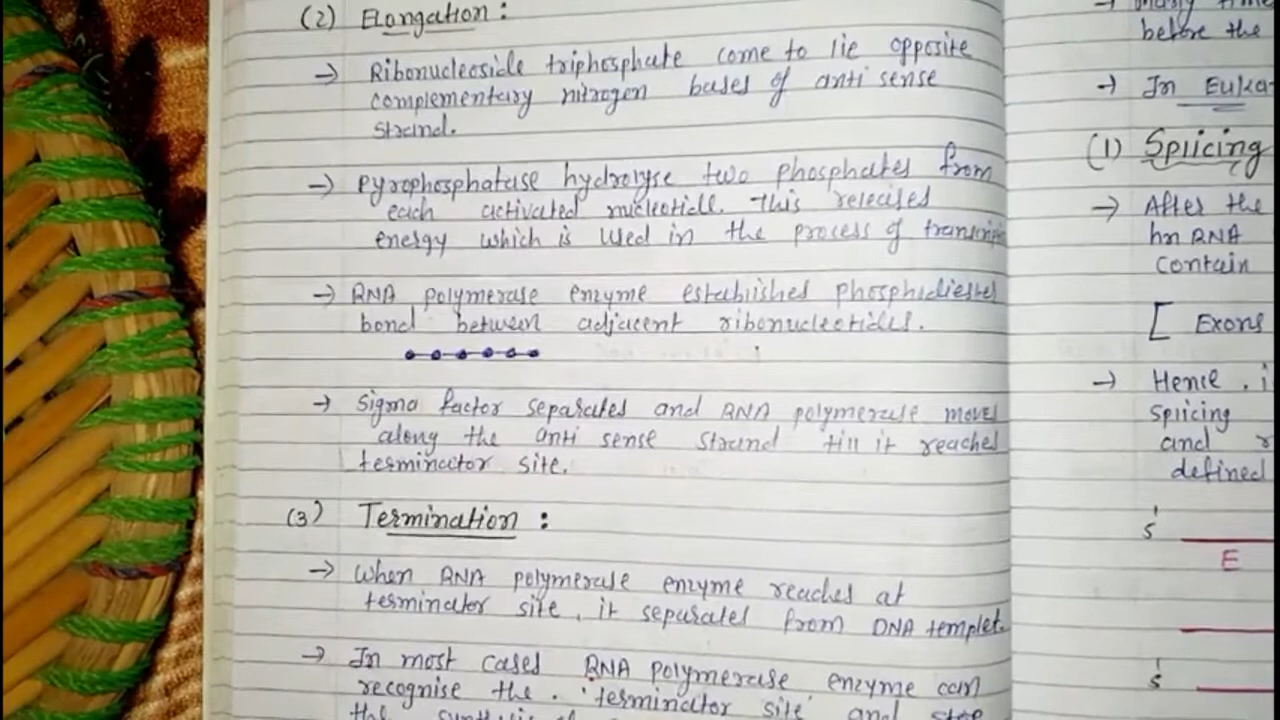 (2) Elongation :
→ Ribonucleoside triphosphate come to lie opposite
complementary nitrogen bases of anti sense
strand.
→ Pyrophosphatase hydrolyse two phosphates from
each activated nucleotide. This releases
energy which is used in the process of
→ RNA polymerase enzyme established phosphodiester
bond between adjacent ribonucleotides.
→ Sigma factor separates and RNA polymerase moves
along the anti sense strand till it reaches
terminator site.
(3) Termination :
→ When RNA polymerase enzyme reaches at
terminator site, it separates from DNA templet.
→ In most cases RNA polymerase enzyme can
recognise the. 'terminator site' and stop
the
before the
→ In Euka
(1) Splicing
→ After the
hn RNA
contain
[ Exons
→ Hence, i
splicing
and r
defined
5'
E
5'